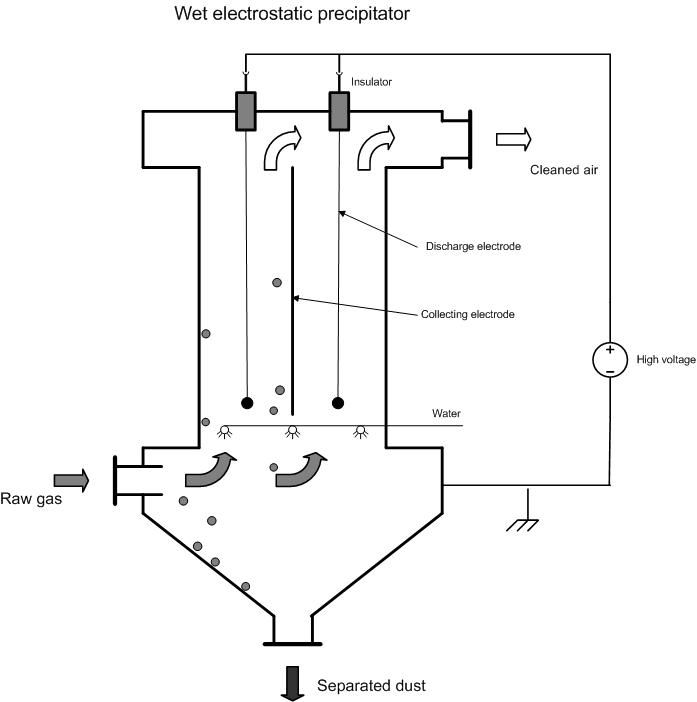 Wet electrostatic precipitator
Insulator
Cleaned air
Discharge electrode
Collecting electrode
+
−
High voltage
Water
Raw gas
Separated dust